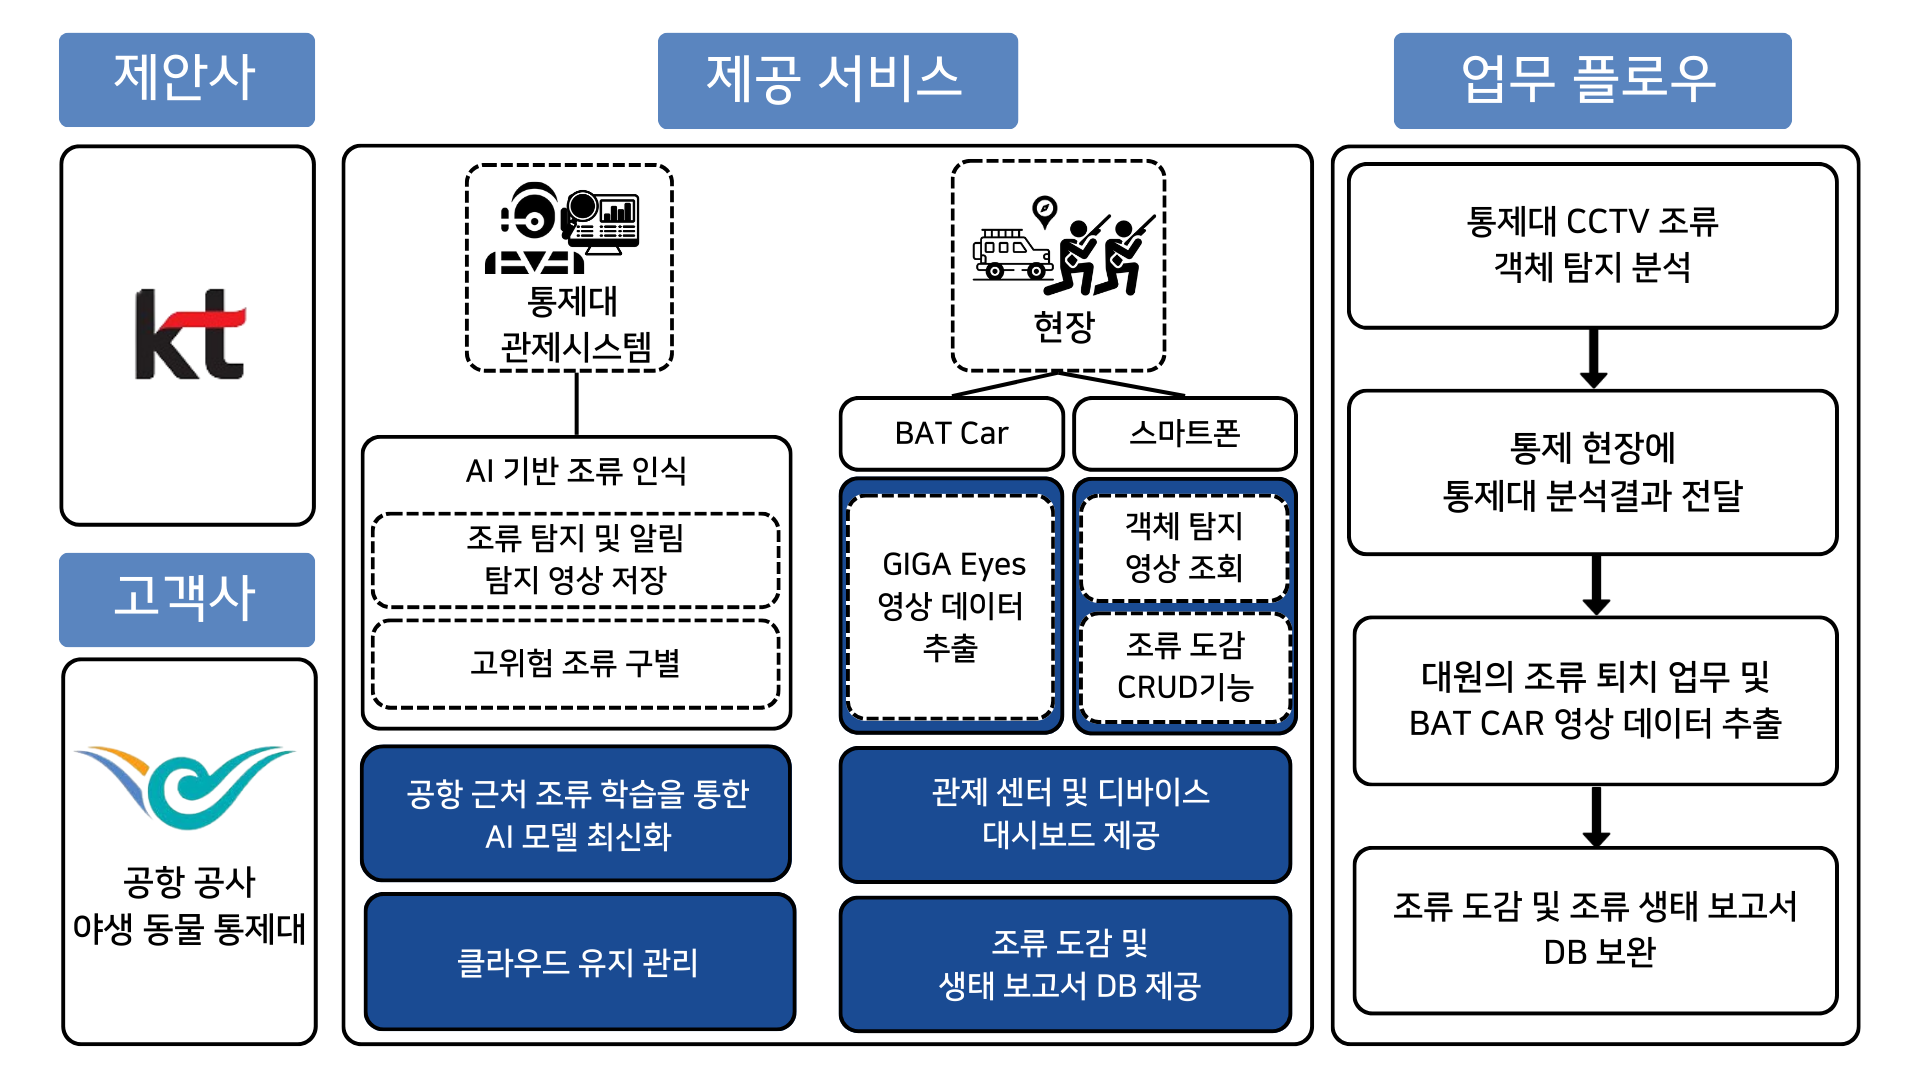 제안사
kt
고객사
공항 공사
야생 동물 통제대
제공 서비스
통제대
관제시스템
AI 기반 조류 인식
조류 탐지 및 알림
탐지 영상 저장
고위험 조류 구별
공항 근처 조류 학습을 통한
AI 모델 최신화
클라우드 유지 관리
현장
BAT Car
GIGA Eyes
영상 데이터
추출
스마트폰
객체 탐지
영상 조회
조류 도감
CRUD기능
관제 센터 및 디바이스
대시보드 제공
조류 도감 및
생태 보고서 DB 제공
업무 플로우
통제대 CCTV 조류
객체 탐지 분석
통제 현장에
통제대 분석결과 전달
대원의 조류 퇴치 업무 및
BAT CAR 영상 데이터 추출
조류 도감 및 조류 생태 보고서
DB 보완